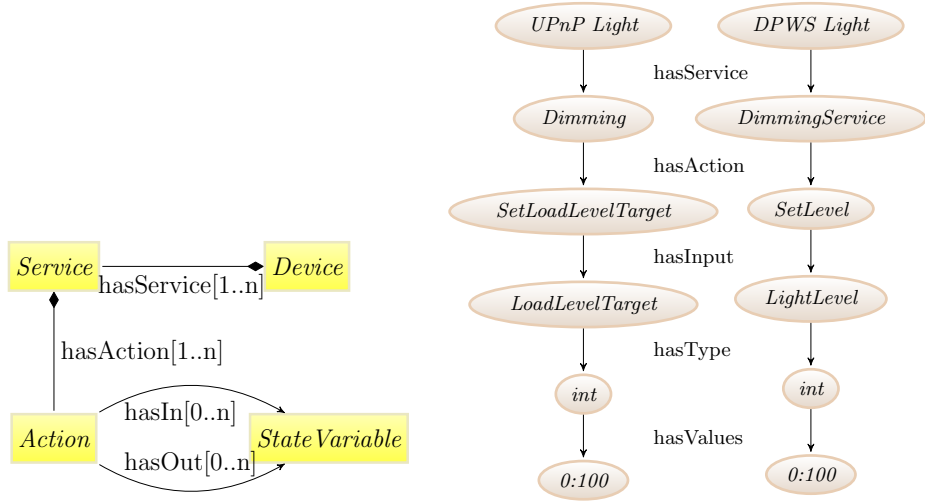 Service
Device
hasService[1..n]
hasAction[1..n]
Action
hasIn[0..n]
StateVariable
hasOut[0..n]
UPnP Light
DPWS Light
hasService
Dimming
DimmingService
hasAction
SetLoadLevelTarget
SetLevel
hasInput
LoadLevelTarget
LightLevel
hasType
int
int
hasValues
0:100
0:100